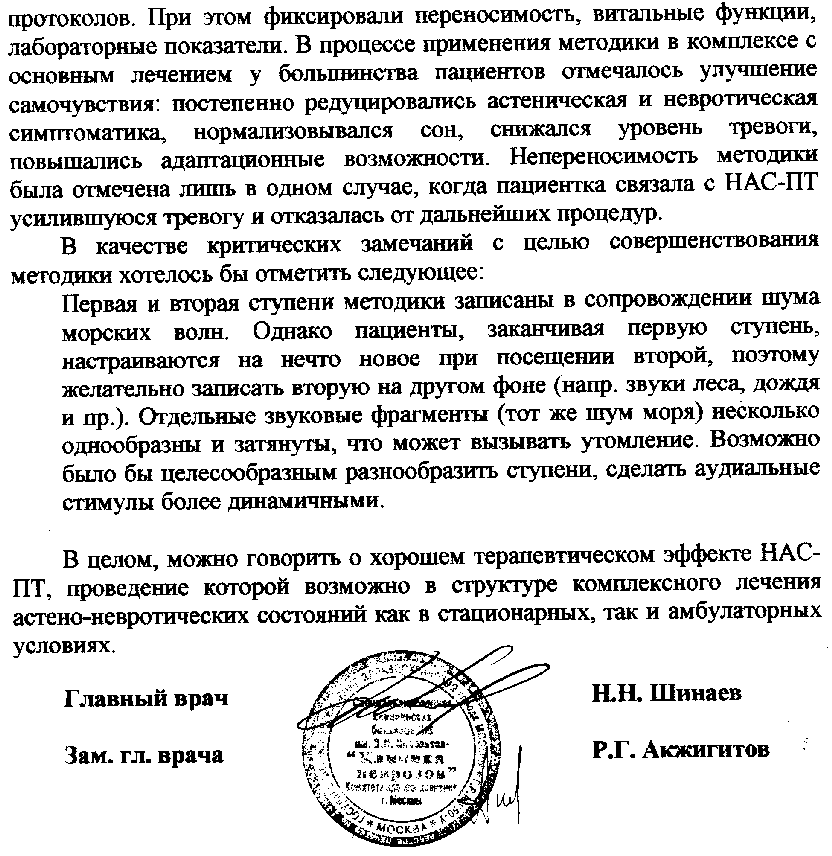 протоколов. При этом фиксировали переносимость, витальные функции,
лабораторные показатели. В процессе применения методики в комплексе с
основным лечением у большинства пациентов отмечалось улучшение
самочувствия: постепенно редуцировались астеническая и невротическая
симптоматика, нормализовывался сон, снижался уровень тревоги,
повышались адаптационные возможности. Непереносимость методики
была отмечена лишь в одном случае, когда пациентка связала с НАС-ПТ
усилившуюся тревогу и отказалась от дальнейших процедур.
В качестве критических замечаний с целью совершенствования
методики хотелось бы отметить следующее:
Первая и вторая ступени методики записаны в сопровождении шума
морских волн. Однако пациенты, заканчивая первую ступень,
настраиваются на нечто новое при посещении второй, поэтому
желательно записать вторую на другом фоне (напр. звуки леса, дождя
и пр.). Отдельные звуковые фрагменты (тот же шум моря) несколько
однообразны и затянуты, что может вызывать утомление. Возможно
было бы целесообразным разнообразить ступени, сделать аудиальные
стимулы более динамичными.
В целом, можно говорить о хорошем терапевтическом эффекте НАС-
ПТ, проведение которой возможно в структуре комплексного лечения
астено-невротических состояний как в стационарных, так и амбулаторных
условиях.
Главный врач
Н.Н. Шинаев
Зам. гл. врача
Р.Г. Акжигитов
"Клиника
неврозов"
г. Москвы
* МОСКВА *